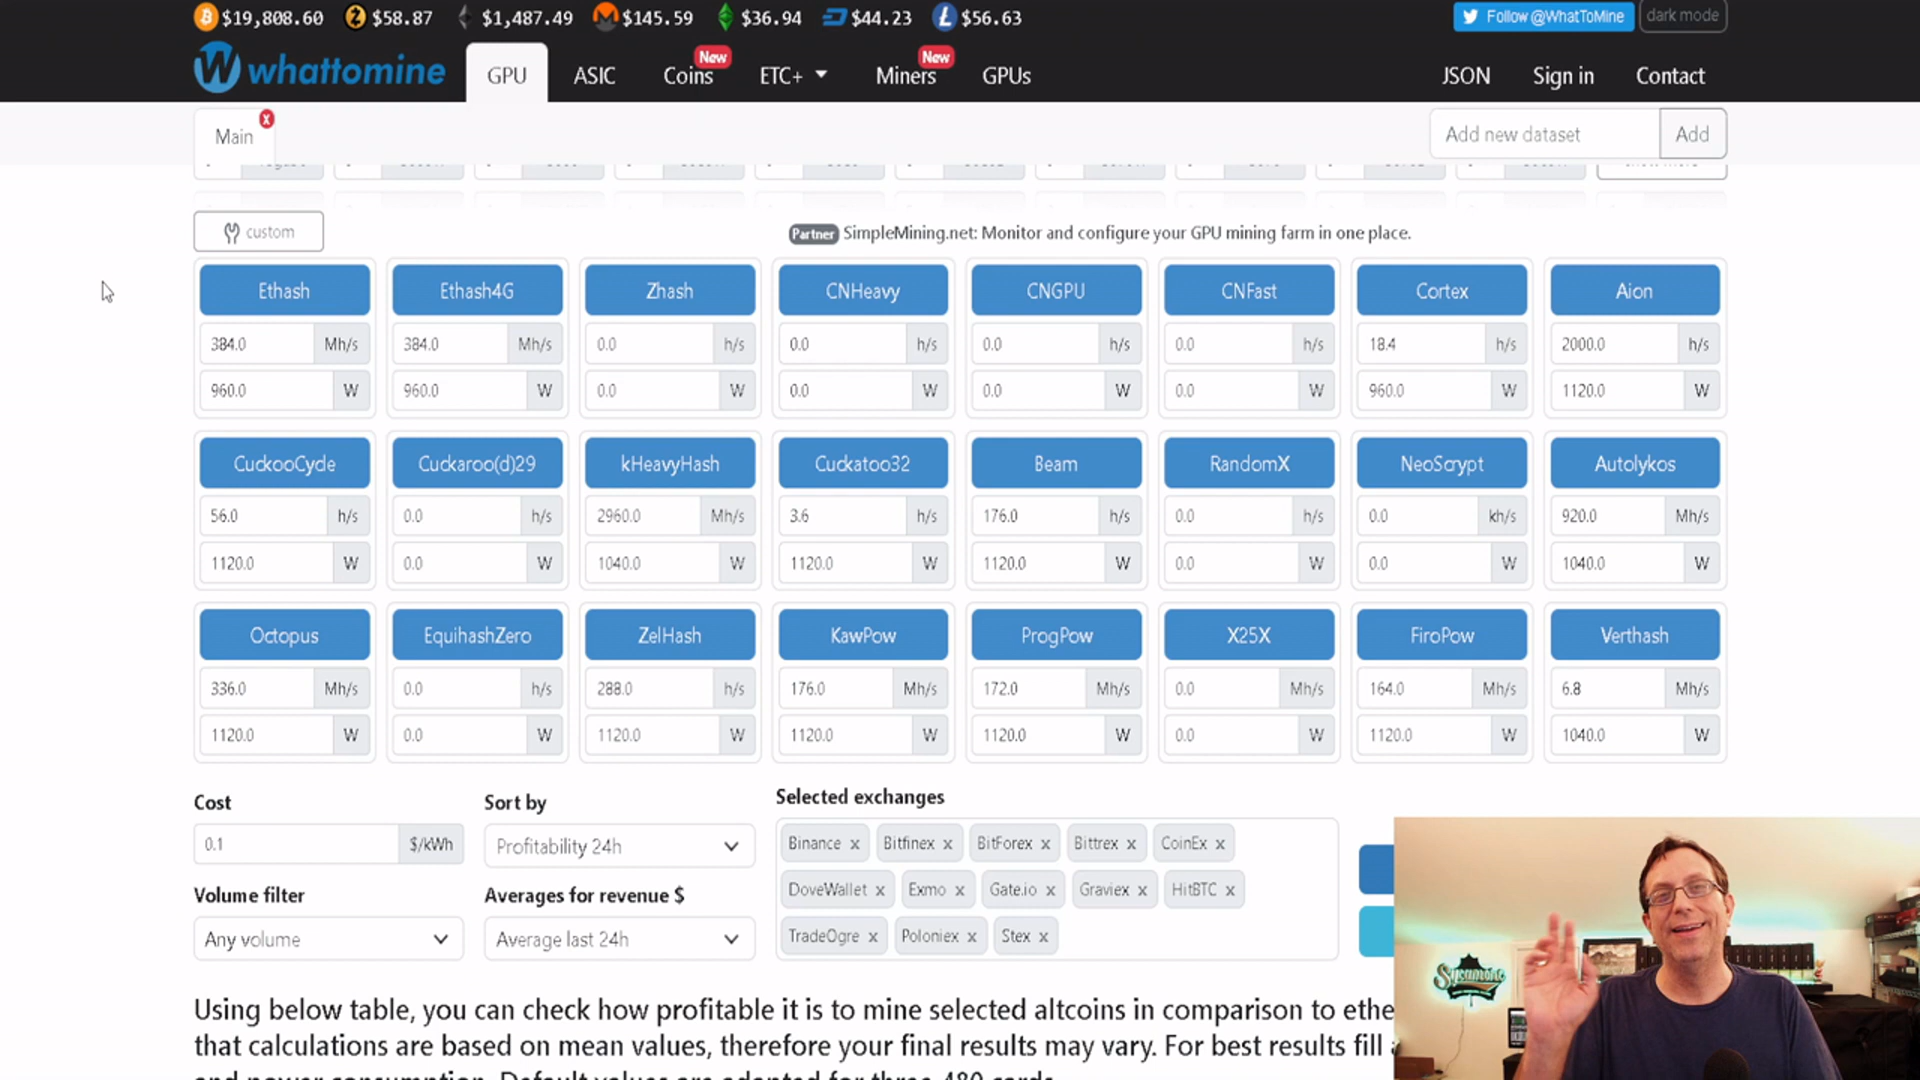 $19,808.60 $58.87 $1,487.49 $145.59 $36.94 $44.23 $56.63 Follow @WhatToMine dark mode
whattomine GPU ASIC Coins New ETC+ Miners New GPUs JSON Sign in Contact
Main x Add new dataset Add
custom Partner SimpleMining.net: Monitor and configure your GPU mining farm in one place.
Ethash Ethash4G Zhash CNHeavy CNGPU CNFast Cortex Aion
384.0 Mh/s 384.0 Mh/s 0.0 h/s 0.0 h/s 0.0 h/s 0.0 h/s 18.4 h/s 2000.0 h/s
960.0 W 960.0 W 0.0 W 0.0 W 0.0 W 0.0 W 960.0 W 1120.0 W
CuckooCycle Cuckaroo(d)29 kHeavyHash Cuckatoo32 Beam RandomX NeoScrypt Autolykos
56.0 h/s 0.0 h/s 2960.0 Mh/s 3.6 h/s 176.0 h/s 0.0 h/s 0.0 kh/s 920.0 Mh/s
1120.0 W 0.0 W 1040.0 W 1120.0 W 1120.0 W 0.0 W 0.0 W 1040.0 W
Octopus EquihashZero ZelHash KawPow ProgPow X25X FiroPow Verthash
336.0 Mh/s 0.0 h/s 288.0 h/s 176.0 Mh/s 172.0 Mh/s 0.0 Mh/s 164.0 Mh/s 6.8 Mh/s
1120.0 W 0.0 W 1120.0 W 1120.0 W 1120.0 W 0.0 W 1120.0 W 1040.0 W
Cost Sort by Selected exchanges
0.1 $/kWh Profitability 24h Binance x Bitfinex x BitForex x Bittrex x CoinEx x
Volume filter Averages for revenue $ DoveWallet x Exmo x Gate.io x Graviex x HitBTC x
Any volume Average last 24h TradeOgre x Poloniex x Stex x
Sycamore
Using below table, you can check how profitable it is to mine selected altcoins in comparison to ethe
that calculations are based on mean values, therefore your final results may vary. For best results fill
and power consumption. Default values are adapted for three 480 cards.